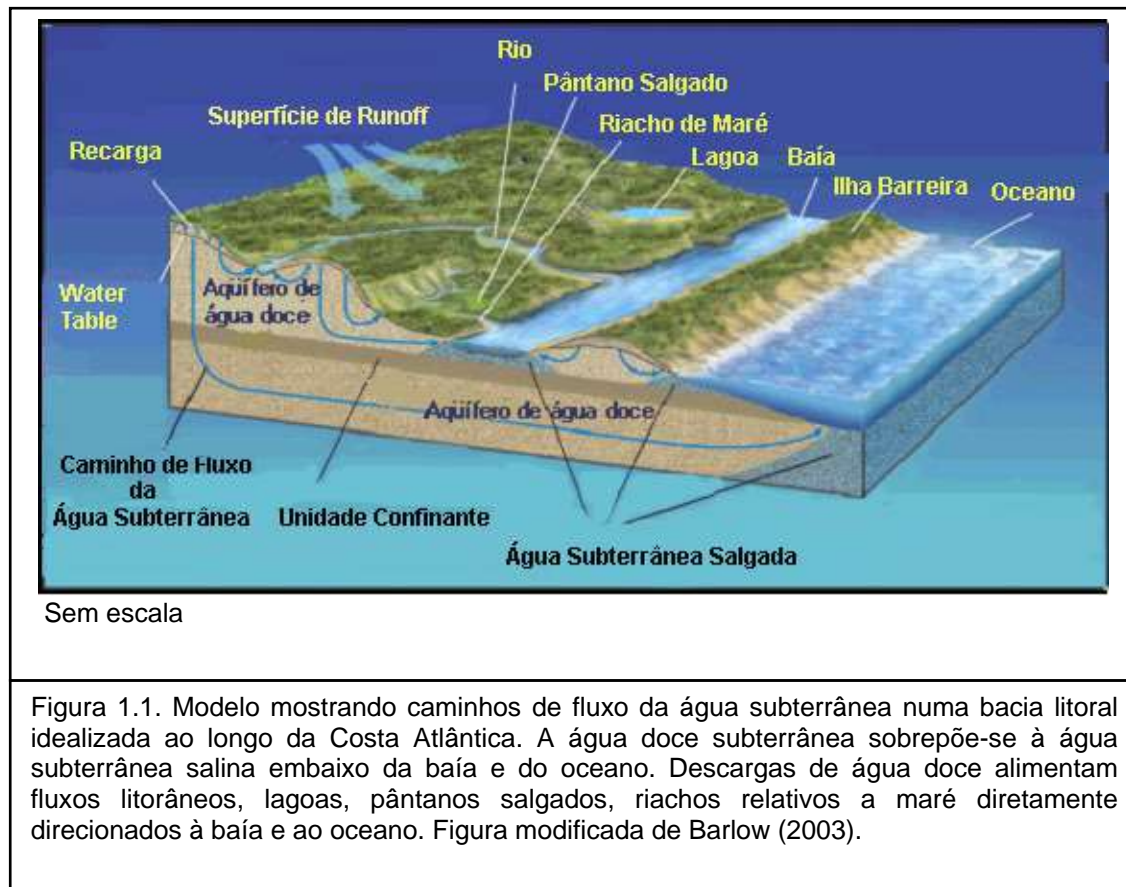 Rio
Pântano Salgado
Superfície de Runoff
Riacho de Maré
Recarga
Lagoa
Baía
Ilha Barreira
Oceano
Water
Table
Aqüífero de
água doce
Aqüífero de água doce
Caminho de Fluxo
da
Água Subterrânea
Unidade Confinante
Água Subterrânea Salgada
Sem escala
Figura 1.1. Modelo mostrando caminhos de fluxo da água subterrânea numa bacia litoral
idealizada ao longo da Costa Atlântica. A água doce subterrânea sobrepõe-se à água
subterrânea salina embaixo da baía e do oceano. Descargas de água doce alimentam
fluxos litorâneos, lagoas, pântanos salgados, riachos relativos a maré diretamente
direcionados à baía e ao oceano. Figura modificada de Barlow (2003).